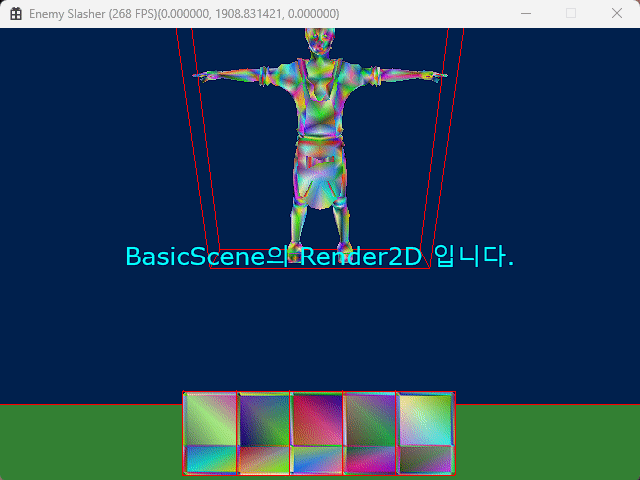 Enemy Slasher (268 FPS)(0.000000, 1908.831421, 0.000000)
BasicScene의 Render2D 입니다.